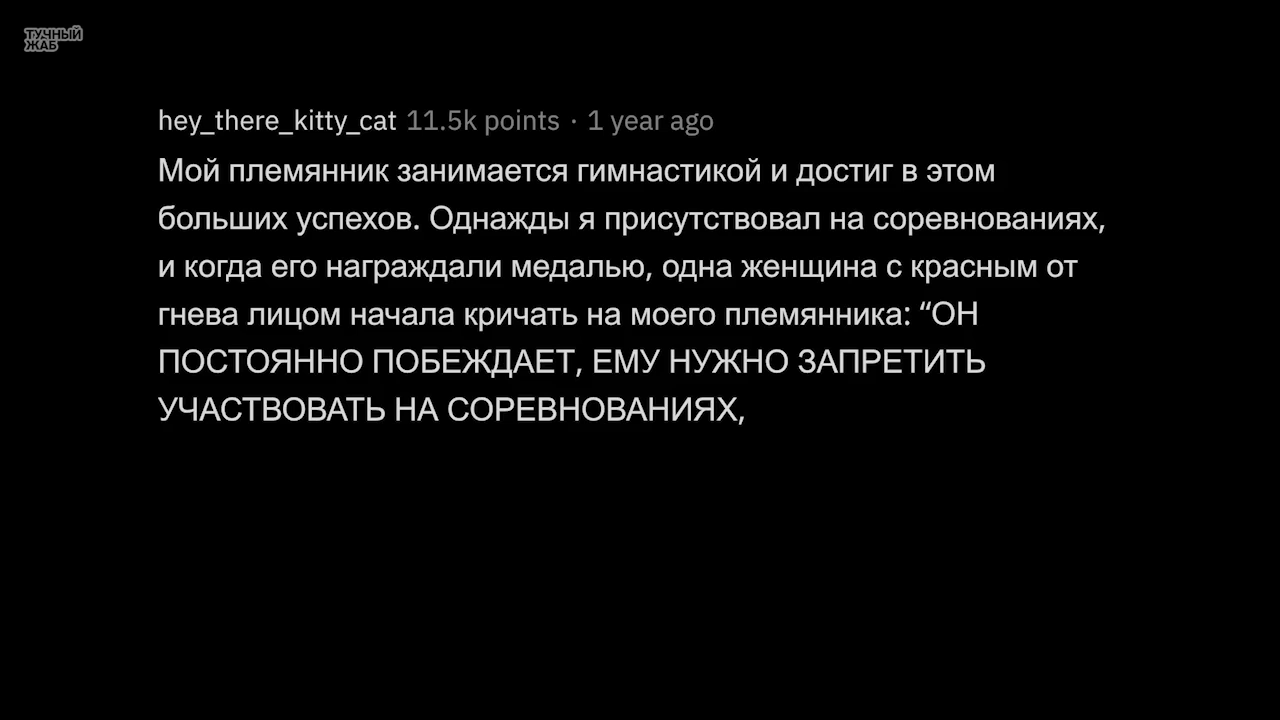 ТУЧНЫЙ
ЖАБ
hey_there_kitty_cat 11.5k points · 1 year ago
Мой племянник занимается гимнастикой и достиг в этом
больших успехов. Однажды я присутствовал на соревнованиях,
и когда его награждали медалью, одна женщина с красным от
гнева лицом начала кричать на моего племянника: “ОН
ПОСТОЯННО ПОБЕЖДАЕТ, ЕМУ НУЖНО ЗАПРЕТИТЬ
УЧАСТВОВАТЬ НА СОРЕВНОВАНИЯХ,